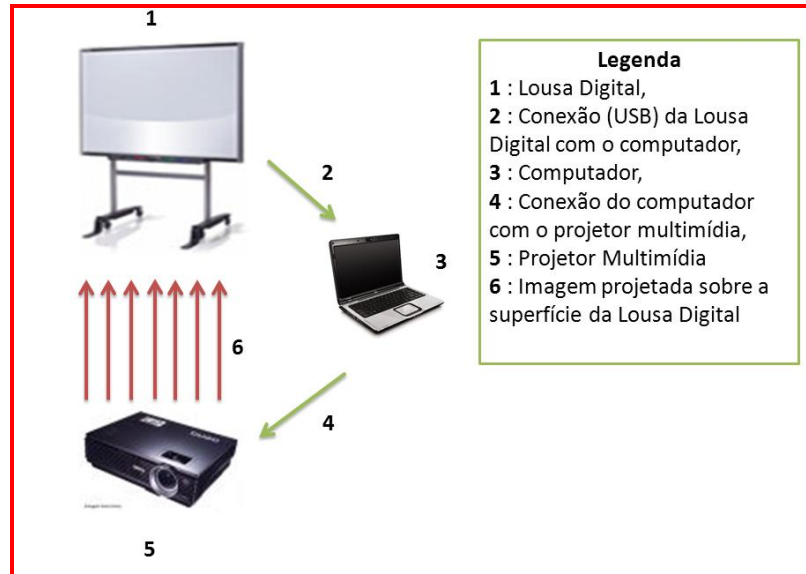 1
2
3
4
5
6
Legenda
1 : Lousa Digital,
2 : Conexão (USB) da Lousa
Digital com o computador,
3 : Computador,
4 : Conexão do computador
com o projetor multimídia,
5 : Projetor Multimídia
6 : Imagem projetada sobre a
superfície da Lousa Digital